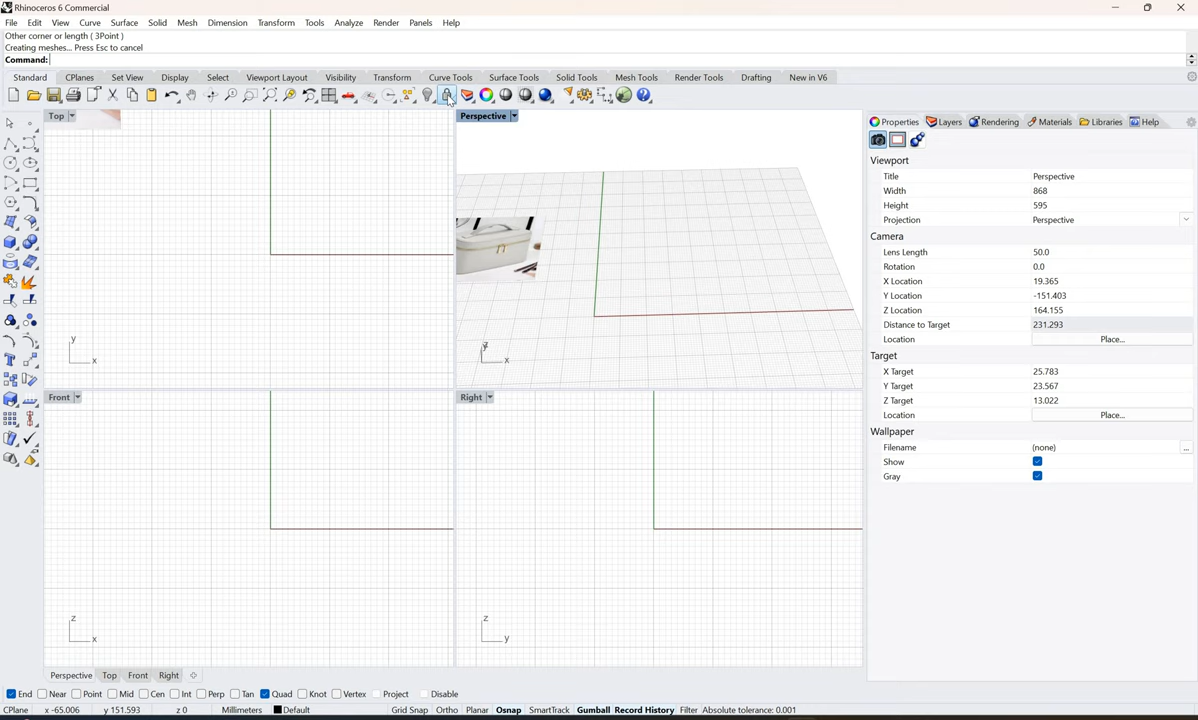 Rhinoceros 6 Commercial
File Edit View Curve Surface Solid Mesh Dimension Transform Tools Analyze Render Panels Help
Other corner or length ( 3Point )
Creating meshes... Press Esc to cancel
Command:
Standard CPlanes Set View Display Select Viewport Layout Visibility Transform Curve Tools Surface Tools Solid Tools Mesh Tools Render Tools Drafting New in V6
Top
Perspective
Properties Layers Rendering Materials Libraries Help
Viewport
Title Perspective
Width 868
Height 595
Projection Perspective
Camera
Lens Length 50.0
Rotation 0.0
X Location 19.365
Y Location -151.403
Z Location 164.155
Distance to Target 231.293
Location Place...
Target
X Target 25.783
Y Target 23.567
Z Target 13.022
Location Place...
Wallpaper
Filename (none) ...
Show
Gray
y
x
z
y
x
Front
Right
z
x
z
y
Perspective Top Front Right
End Near Point Mid Cen Int Perp Tan Quad Knot Vertex Project Disable
CPlane x -65.006 y 151.593 z 0 Millimeters Default Grid Snap Ortho Planar Osnap SmartTrack Gumball Record History Filter Absolute tolerance: 0.001